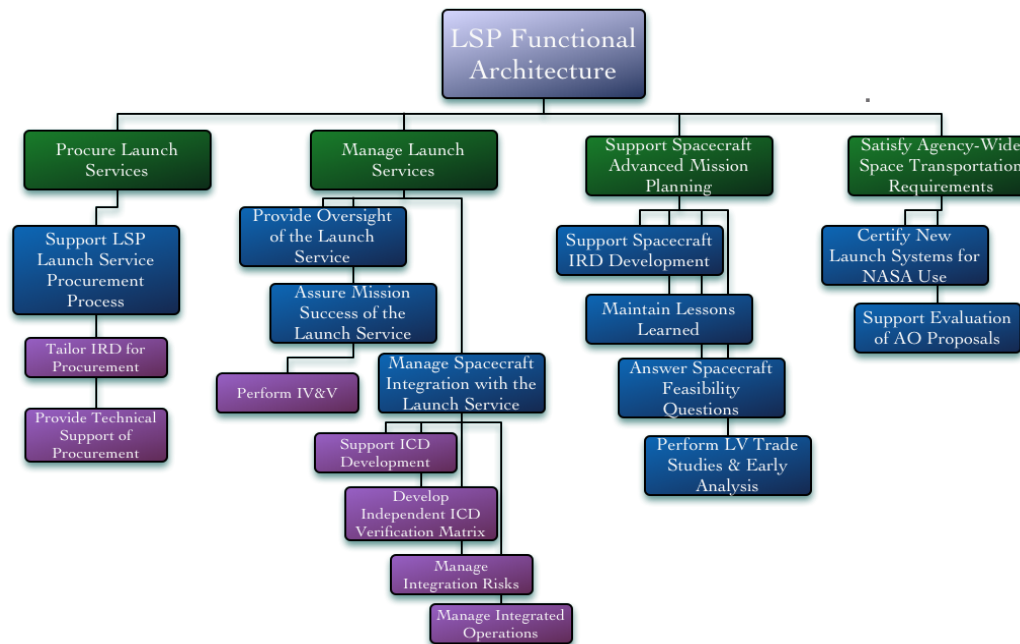 LSP Functional
Architecture
Procure Launch
Services
Manage Launch
Services
Support Spacecraft
Advanced Mission
Planning
Satisfy Agency-Wide
Space Transportation
Requirements
Support LSP
Launch Service
Procurement
Process
Tailor IRD for
Procurement
Provide Technical
Support of
Procurement
Provide Oversight
of the Launch
Service
Assure Mission
Success of the
Launch Service
Perform IV&V
Manage Spacecraft
Integration with the
Launch Service
Support ICD
Development
Develop
Independent ICD
Verification Matrix
Manage
Integration Risks
Manage Integrated
Operations
Support Spacecraft
IRD Development
Maintain Lessons
Learned
Answer Spacecraft
Feasibility
Questions
Perform LV Trade
Studies & Early
Analysis
Certify New
Launch Systems for
NASA Use
Support Evaluation
of AO Proposals